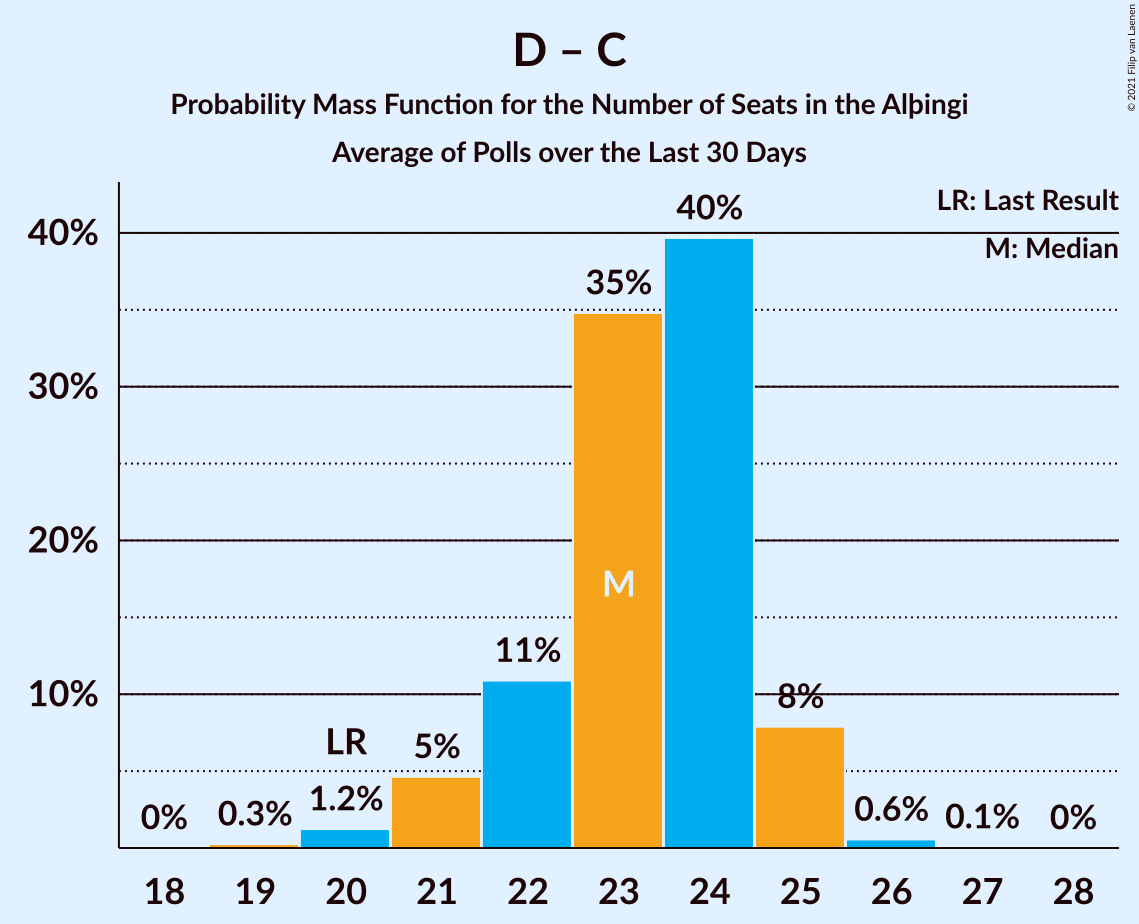 D – C
Probability Mass Function for the Number of Seats in the Alþingi
Average of Polls over the Last 30 Days
© 2021 Filip van Laenen
LR: Last Result
M: Median
40%
30%
20%
10%
0%
0.3%
LR
1.2%
5%
11%
35%
M
40%
8%
0.6%
0.1%
0%
18 19 20 21 22 23 24 25 26 27 28